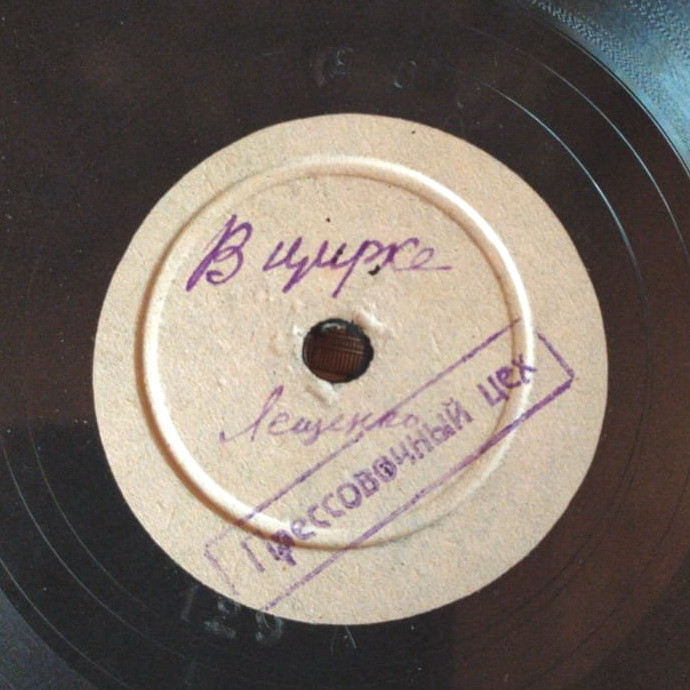 В цирке
Лещенко
Прессовочный цех